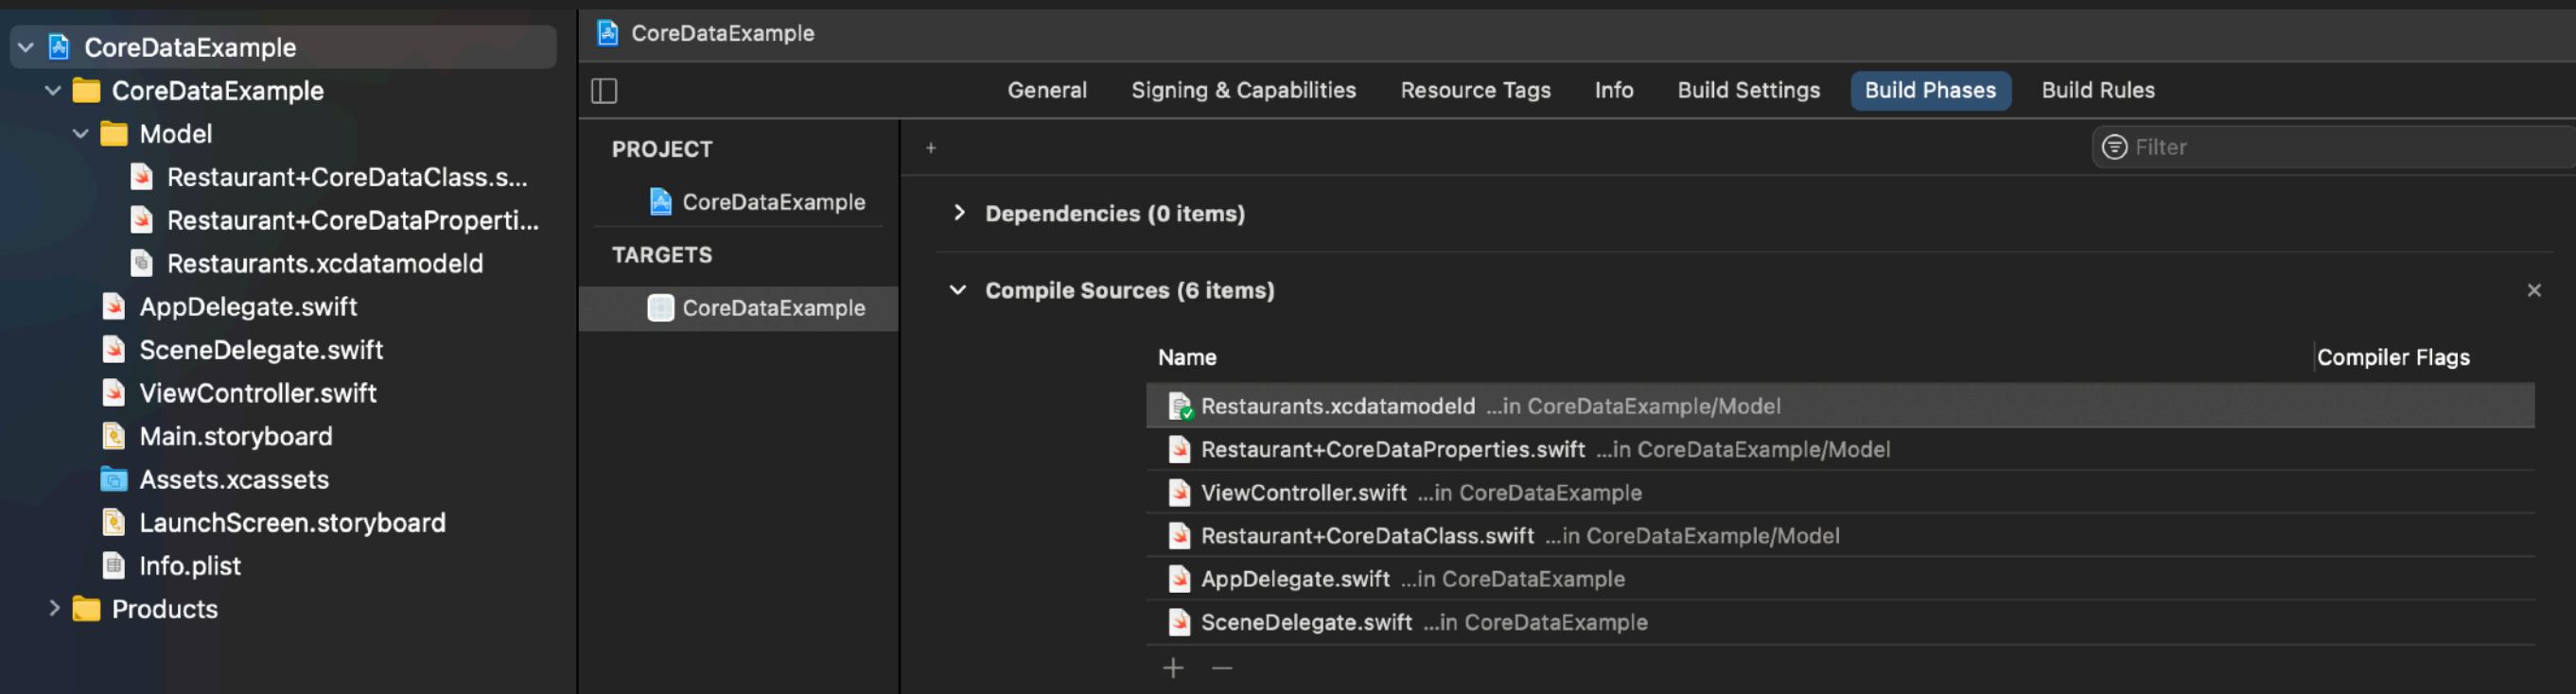 CoreDataExample
CoreDataExample
Model
Restaurant+CoreDataClass.s...
Restaurant+CoreDataProperti...
Restaurants.xcdatamodeld
AppDelegate.swift
SceneDelegate.swift
ViewController.swift
Main.storyboard
Assets.xcassets
LaunchScreen.storyboard
Info.plist
Products
CoreDataExample
General Signing & Capabilities Resource Tags Info Build Settings Build Phases Build Rules
PROJECT
CoreDataExample
TARGETS
CoreDataExample
+
Filter
Dependencies (0 items)
Compile Sources (6 items)
Name Compiler Flags
Restaurants.xcdatamodeld ...in CoreDataExample/Model
Restaurant+CoreDataProperties.swift ...in CoreDataExample/Model
ViewController.swift ...in CoreDataExample
Restaurant+CoreDataClass.swift ...in CoreDataExample/Model
AppDelegate.swift ...in CoreDataExample
SceneDelegate.swift ...in CoreDataExample